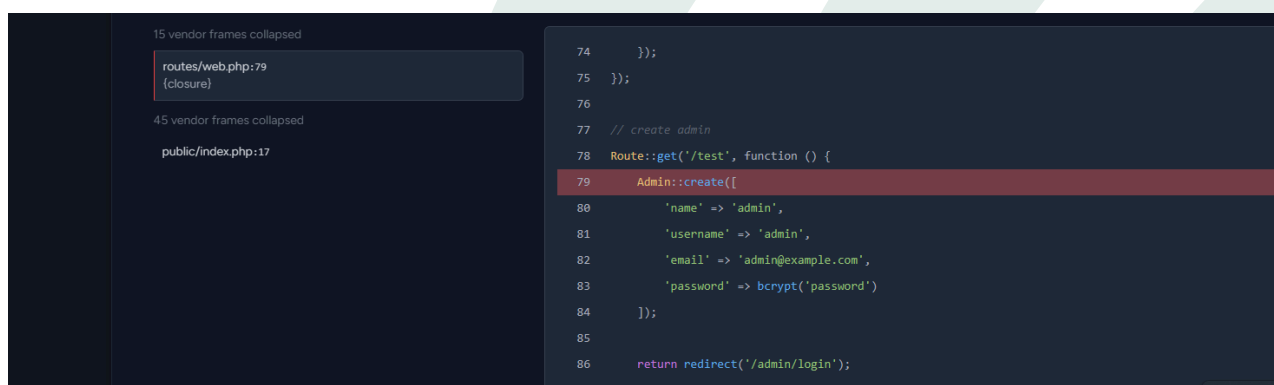 15 vendor frames collapsed
routes/web.php:79
{closure}
45 vendor frames collapsed
public/index.php:17
74 });
75 });
76
77 // create admin
78 Route::get('/test', function () {
79 Admin::create([
80 'name' => 'admin',
81 'username' => 'admin',
82 'email' => 'admin@example.com',
83 'password' => bcrypt('password')
84 ]);
85
86 return redirect('/admin/login');